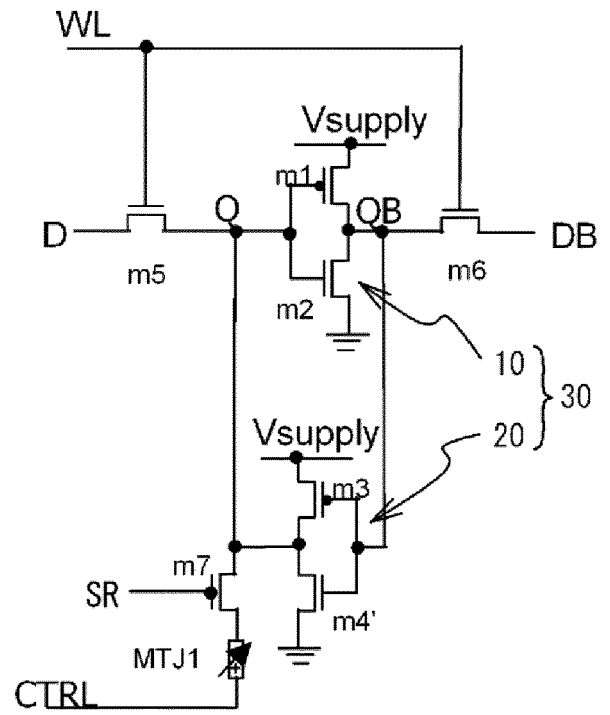 WL
Vsupply
m1
D
Q
QB
DB
m5
m6
m2
10
30
20
Vsupply
m3
m7
SR
m4'
MTJ1
CTRL